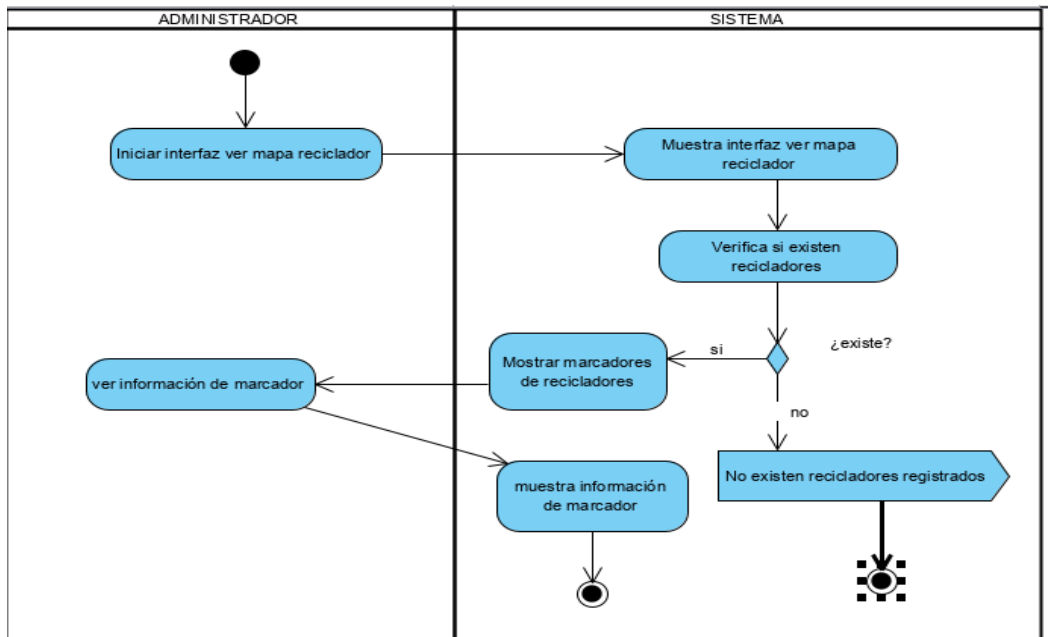 ADMINISTRADOR
SISTEMA
Iniciar interfaz ver mapa reciclador
Muestra interfaz ver mapa
reciclador
Verifica si existen
recicladores
¿existe?
si
Mostrar marcadores
de recicladores
ver información de marcador
no
No existen recicladores registrados
muestra información
de marcador